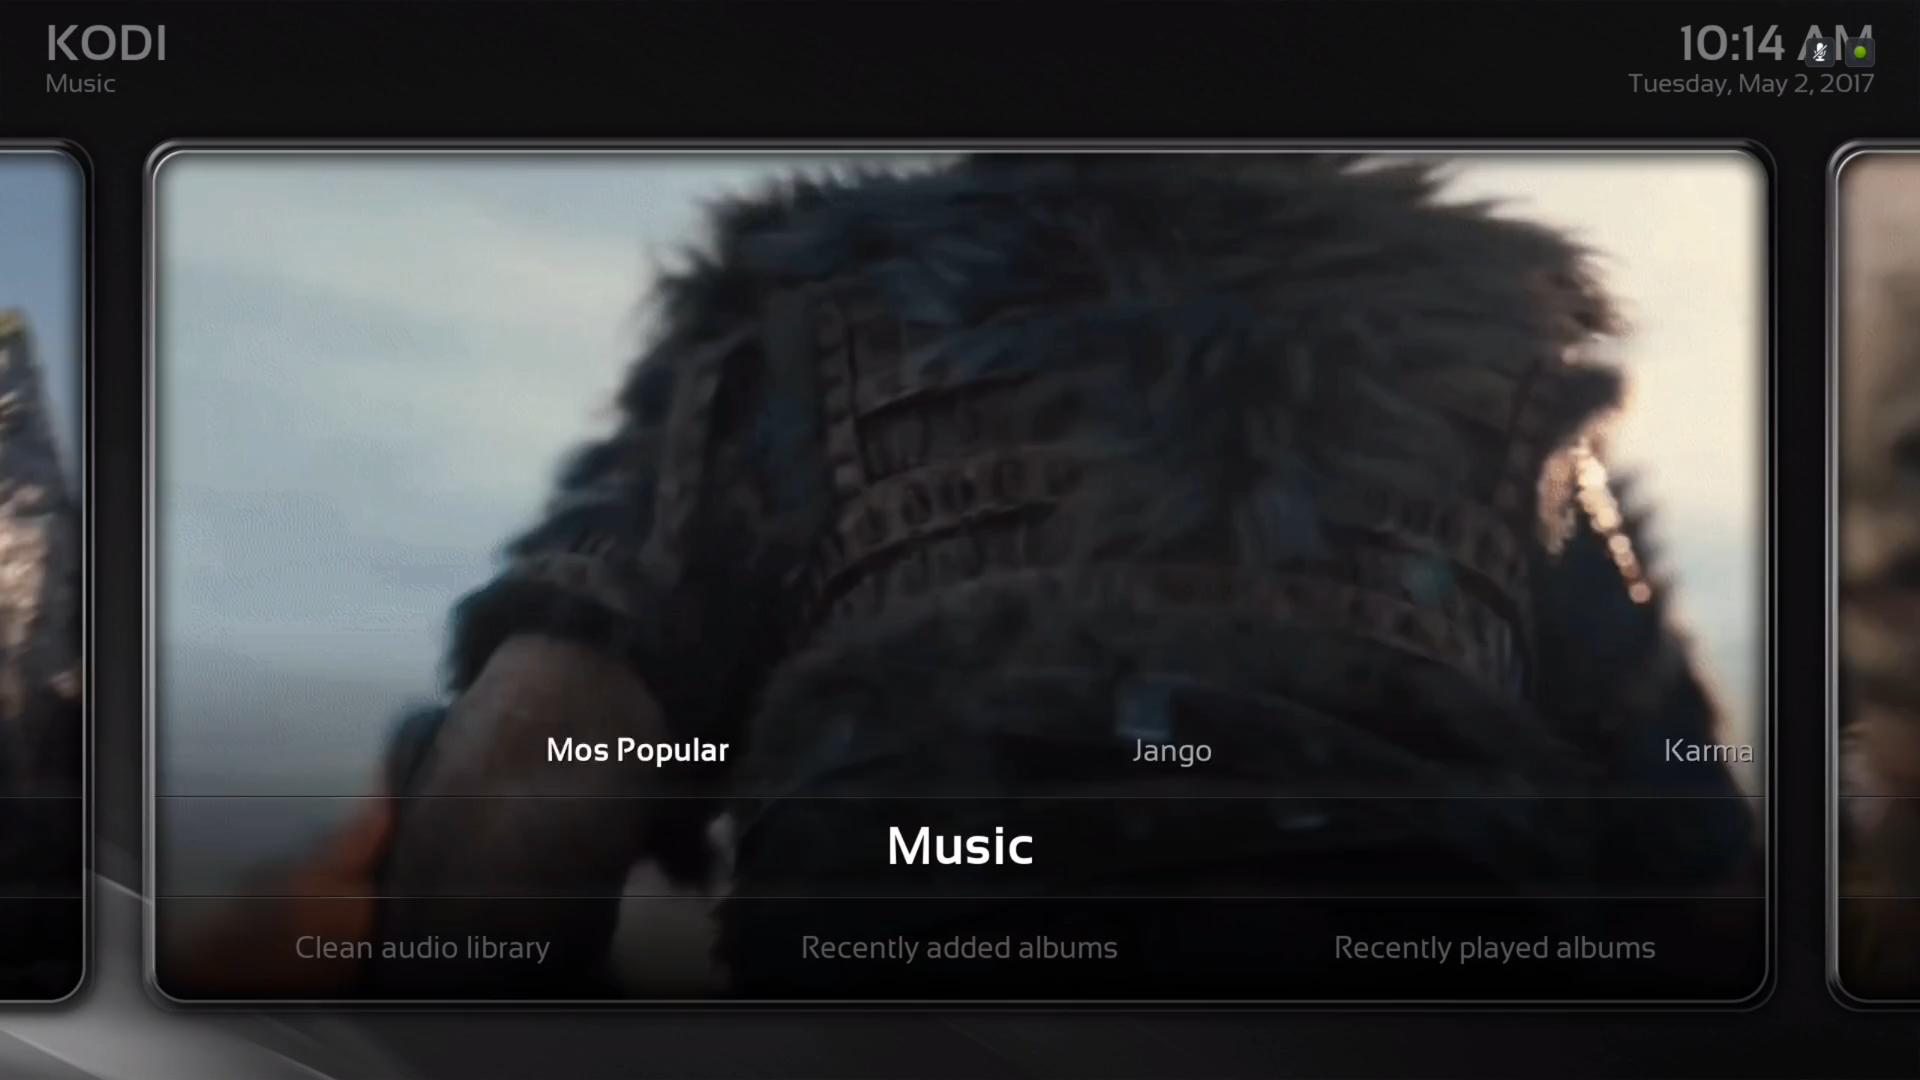 KODI
Music
10:14 AM
Tuesday, May 2, 2017
Mos Popular
Jango
Karma
Music
Clean audio library
Recently added albums
Recently played albums